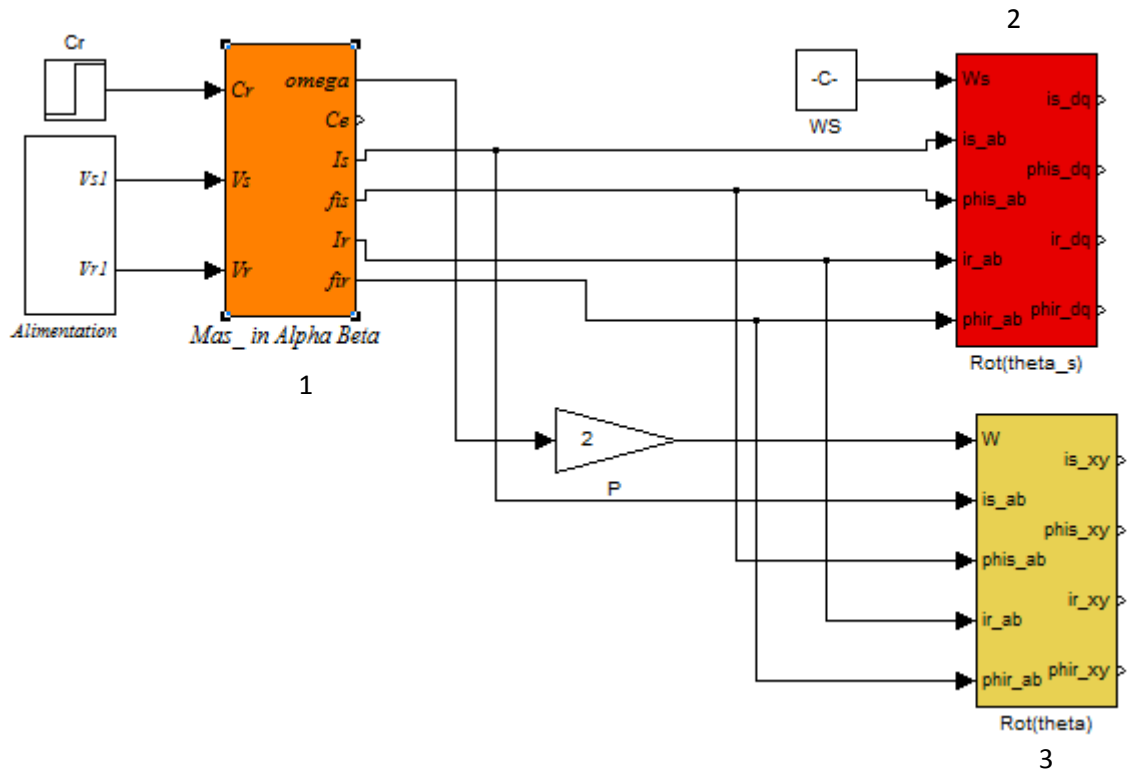 2
Cr
Cr
omega
Ce
Is
fis
Ir
fir
Vs
Vr
Vs1
Vr1
Alimentation
Mas_ in Alpha Beta
1
-C-
WS
Ws
is_ab
phis_ab
ir_ab
phir_ab
is_dq
phis_dq
ir_dq
phir_dq
Rot(theta_s)
2
P
W
is_ab
phis_ab
ir_ab
phir_ab
is_xy
phis_xy
ir_xy
phir_xy
Rot(theta)
3